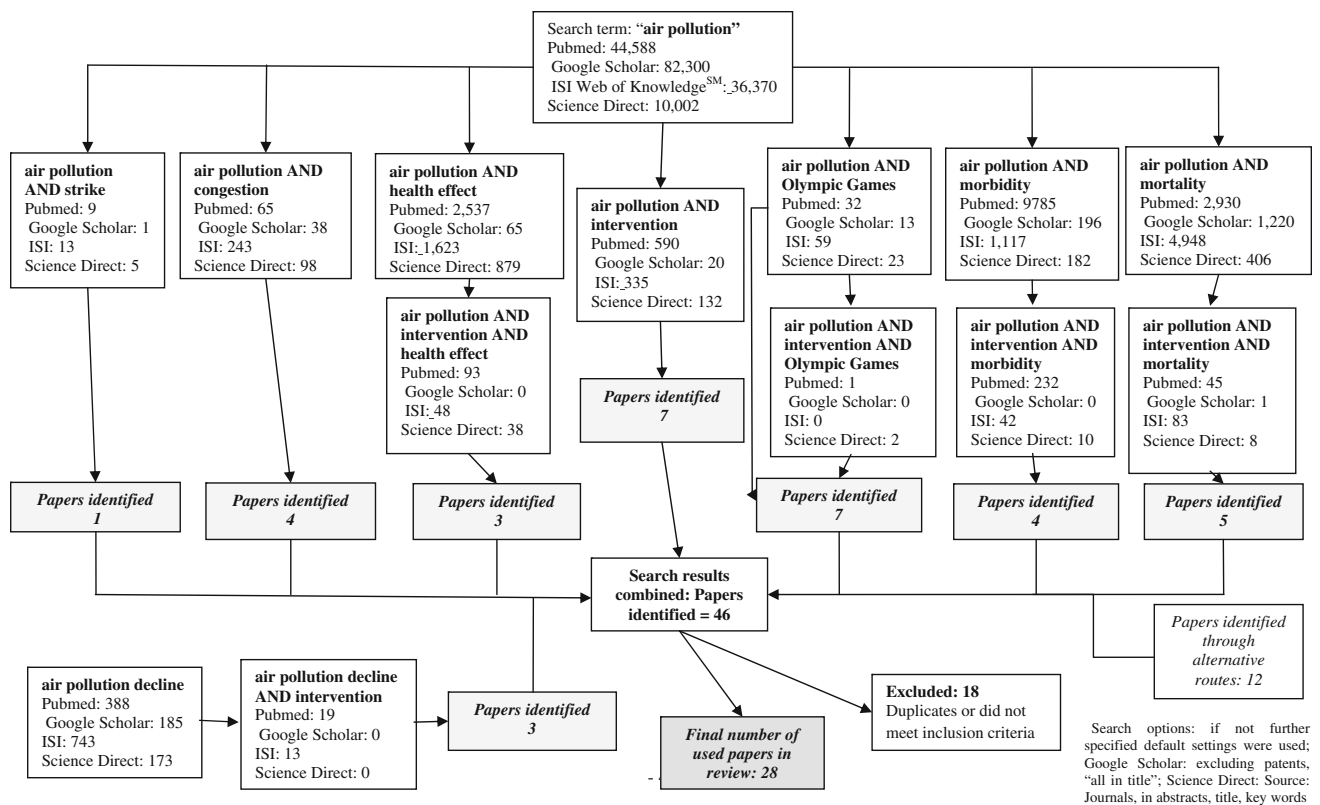 Search term: “air pollution”
Pubmed: 44,588
Google Scholar: 82,300
ISI Web of KnowledgeSM: 36,370
Science Direct: 10,002
air pollution
AND strike
Pubmed: 9
Google Scholar: 1
ISI: 13
Science Direct: 5
air pollution AND
congestion
Pubmed: 65
Google Scholar: 38
ISI: 243
Science Direct: 98
air pollution AND
health effect
Pubmed: 2,537
Google Scholar: 65
ISI: 1,623
Science Direct: 879
air pollution AND
intervention
Pubmed: 590
Google Scholar: 20
ISI: 335
Science Direct: 132
air pollution AND
Olympic Games
Pubmed: 32
Google Scholar: 13
ISI: 59
Science Direct: 23
air pollution AND
morbidity
Pubmed: 9785
Google Scholar: 196
ISI: 1,117
Science Direct: 182
air pollution AND
mortality
Pubmed: 2,930
Google Scholar: 1,220
ISI: 4,948
Science Direct: 406
air pollution AND
intervention AND
health effect
Pubmed: 93
Google Scholar: 0
ISI: 48
Science Direct: 38
air pollution AND
intervention AND
Olympic Games
Pubmed: 1
Google Scholar: 0
ISI: 0
Science Direct: 2
air pollution AND
intervention AND
morbidity
Pubmed: 232
Google Scholar: 0
ISI: 42
Science Direct: 10
air pollution AND
intervention AND
mortality
Pubmed: 45
Google Scholar: 1
ISI: 83
Science Direct: 8
Papers identified
1
Papers identified
4
Papers identified
3
Papers identified
7
Papers identified
7
Papers identified
4
Papers identified
5
Search results
combined: Papers
identified = 46
Papers identified
through
alternative
routes: 12
air pollution decline
Pubmed: 388
Google Scholar: 185
ISI: 743
Science Direct: 173
air pollution decline
AND intervention
Pubmed: 19
Google Scholar: 0
ISI: 13
Science Direct: 0
Papers identified
3
Final number of
used papers in
review: 28
Excluded: 18
Duplicates or did not
meet inclusion criteria
Search options: if not further
specified default settings were used;
Google Scholar: excluding patents,
“all in title”; Science Direct: Source:
Journals, in abstracts, title, key words